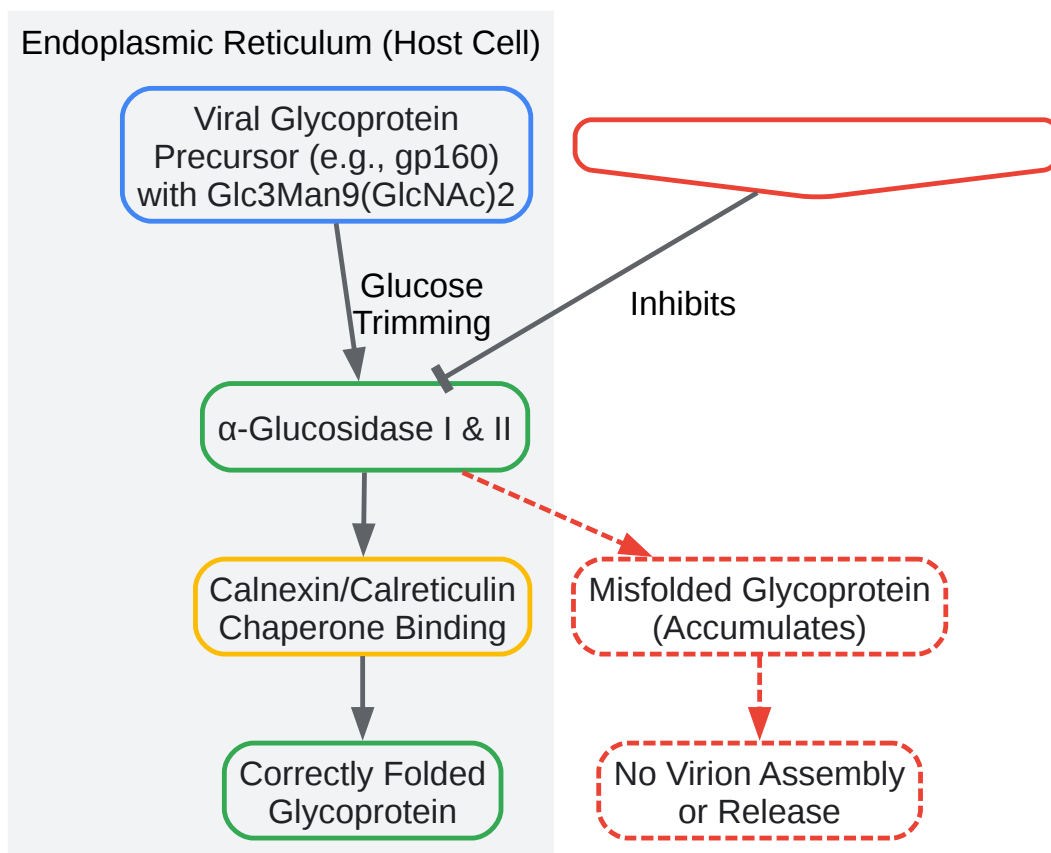 Endoplasmic Reticulum (Host Cell)
Viral Glycoprotein
Precursor (e.g., gp160)
with Glc3Man9(GlcNAc)2
Glucose
Trimming
Inhibits
α-Glucosidase I & II
Calnexin/Calreticulin
Chaperone Binding
Misfolded Glycoprotein
(Accumulates)
Correctly Folded
Glycoprotein
No Virion Assembly
or Release